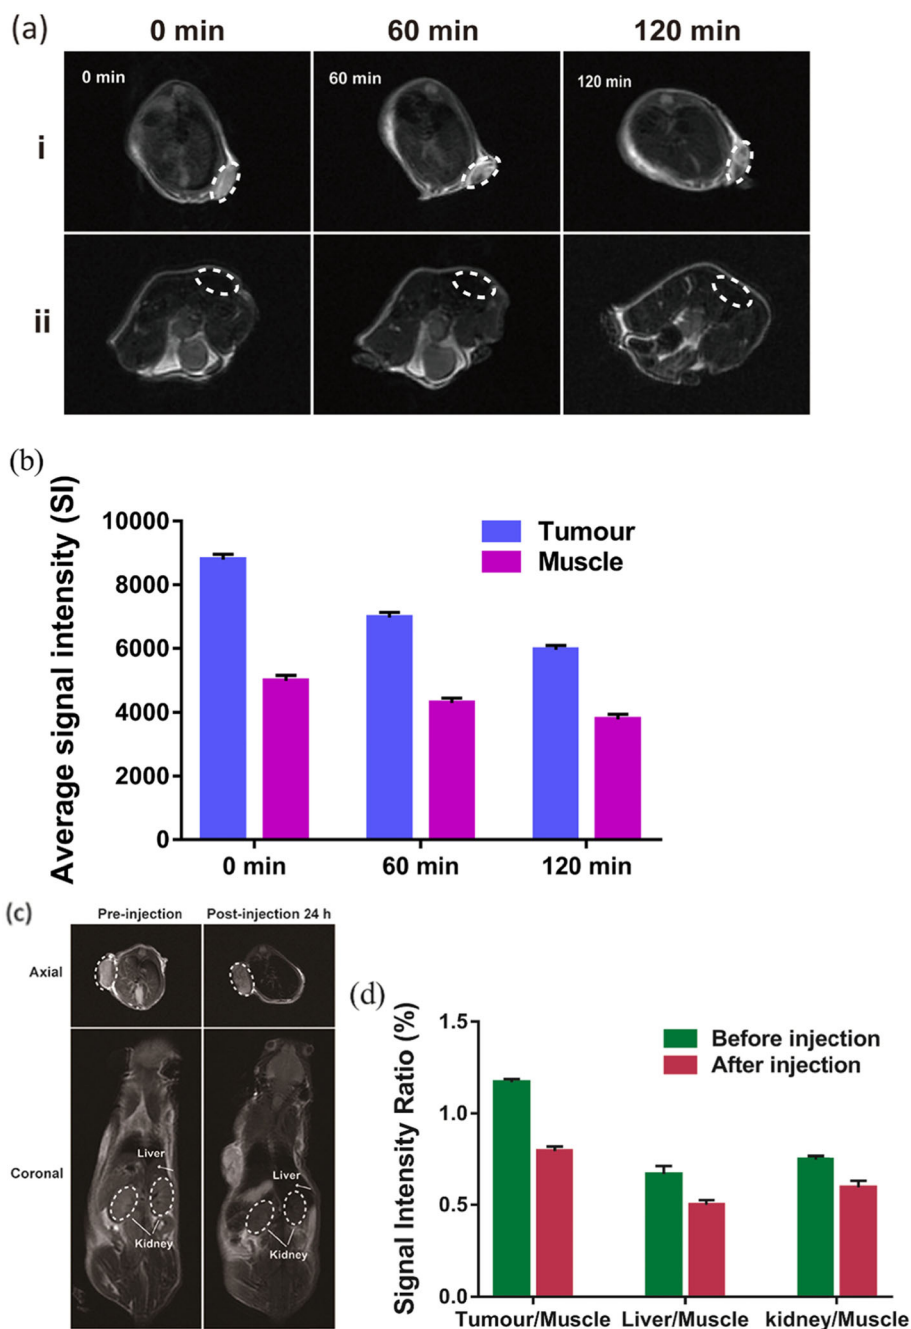 (a)
0 min 60 min 120 min
i
0 min
60 min
120 min
ii
(b)
Average signal intensity (SI)
10000
8000
6000
4000
2000
0
Tumour
Muscle
0 min 60 min 120 min
(c)
Pre-injection Post-injection 24 h
Axial
Coronal
Liver
Kidney
Liver
Kidney
(d)
Signal Intensity Ratio (%)
1.5
1.0
0.5
0.0
Before injection
After injection
Tumour/Muscle Liver/Muscle kidney/Muscle